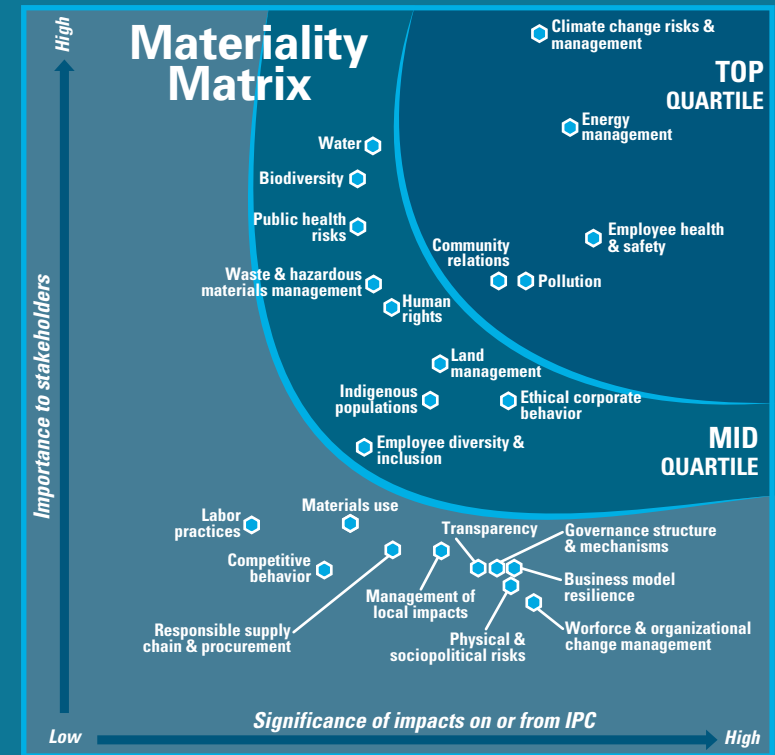 High
Materiality
Matrix
Climate change risks &
management
TOP
QUARTILE
Energy
management
Water
Biodiversity
Public health
risks
Employee health
& safety
Community
relations
Pollution
Waste & hazardous
materials management
Human
rights
Land
management
Indigenous
populations
Ethical corporate
behavior
Employee diversity &
inclusion
MID
QUARTILE
Importance to stakeholders
Labor
practices
Materials use
Transparency
Governance structure
& mechanisms
Competitive
behavior
Business model
resilience
Management of
local impacts
Responsible supply
chain & procurement
Physical &
sociopolitical risks
Worforce & organizational
change management
Significance of impacts on or from IPC
Low
High